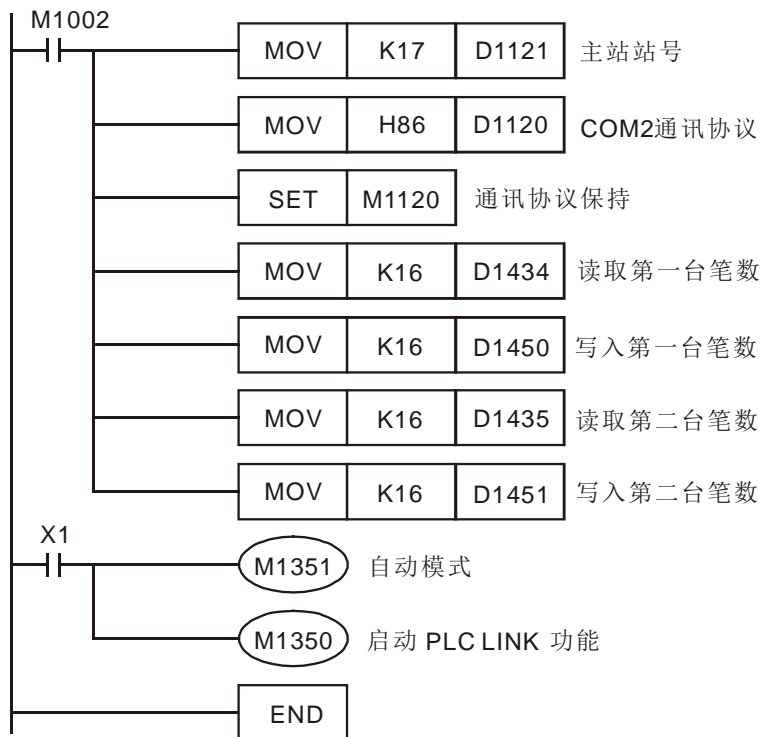 M1002
MOV K17 D1121 主站站号
MOV H86 D1120 COM2通讯协议
SET M1120 通讯协议保持
MOV K16 D1434 读取第一台笔数
MOV K16 D1450 写入第一台笔数
MOV K16 D1435 读取第二台笔数
MOV K16 D1451 写入第二台笔数
X1
M1351 自动模式
M1350 启动 PLC LINK 功能
END